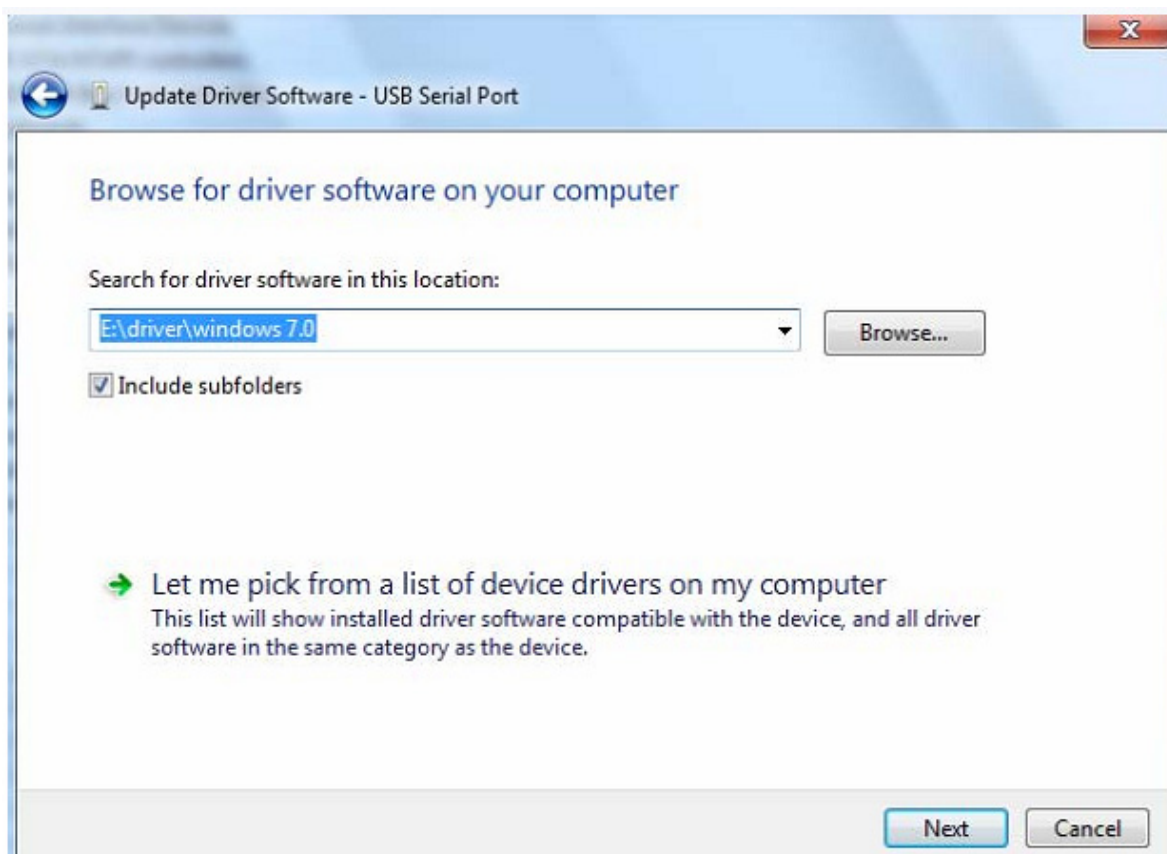 Update Driver Software - USB Serial Port
Browse for driver software on your computer
Search for driver software in this location:
E:\driver\windows 7.0
Browse...
Include subfolders
Let me pick from a list of device drivers on my computer
This list will show installed driver software compatible with the device, and all driver
software in the same category as the device.
Next
Cancel